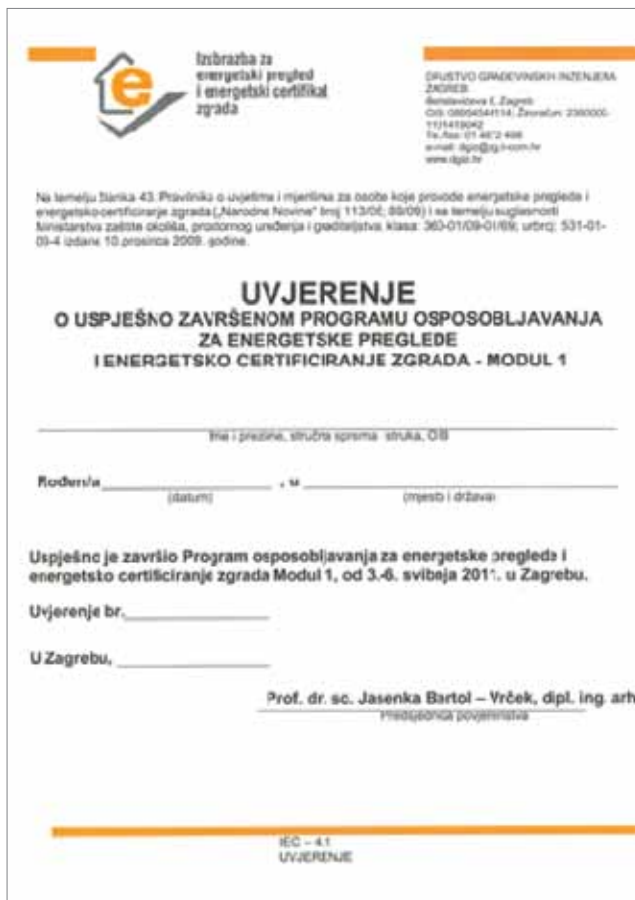 Izobrazba za
energetski pregled
i energetski certifikat
zgrada
DRUŠTVO GRAĐEVINSKIH INŽENJERA
ZAGREB
Zagreb
e-mail: dgiz@zg.t-com.hr
www.dgiz.hr
Na temelju članka 43. Pravilnika o uvjetima i mjerilima za osobe koje provode energetske preglede i
energetsko certificiranje zgrada („Narodne Novine“ broj 113/08; 89/09) i na temelju suglasnosti
Ministarstva zaštite okoliša, prostornog uređenja i graditeljstva, klasa: 360-01/09-01/69; urbroj: 531-01-
09-4 izdane 10.prosinca 2009. godine.
UVJERENJE
O USPJEŠNO ZAVRŠENOM PROGRAMU OSPOSOBLJAVANJA
ZA ENERGETSKE PREGLEDE
I ENERGETSKO CERTIFICIRANJE ZGRADA - MODUL 1
Ime i prezime, stručna sprema struka, OIB
Rođen/a , u
(datum) (mjesto i država)
Uspješno je završio Program osposobljavanja za energetske preglede i
energetsko certificiranje zgrada Modul 1, od 3.-6. svibnja 2011. u Zagrebu.
Uvjerenje br.
U Zagrebu,
Prof. dr. sc. Jasenka Bartol – Vrček, dipl. ing. arh
Predsjednica povjerenstva
IEC – 4.1
UVJERENJE